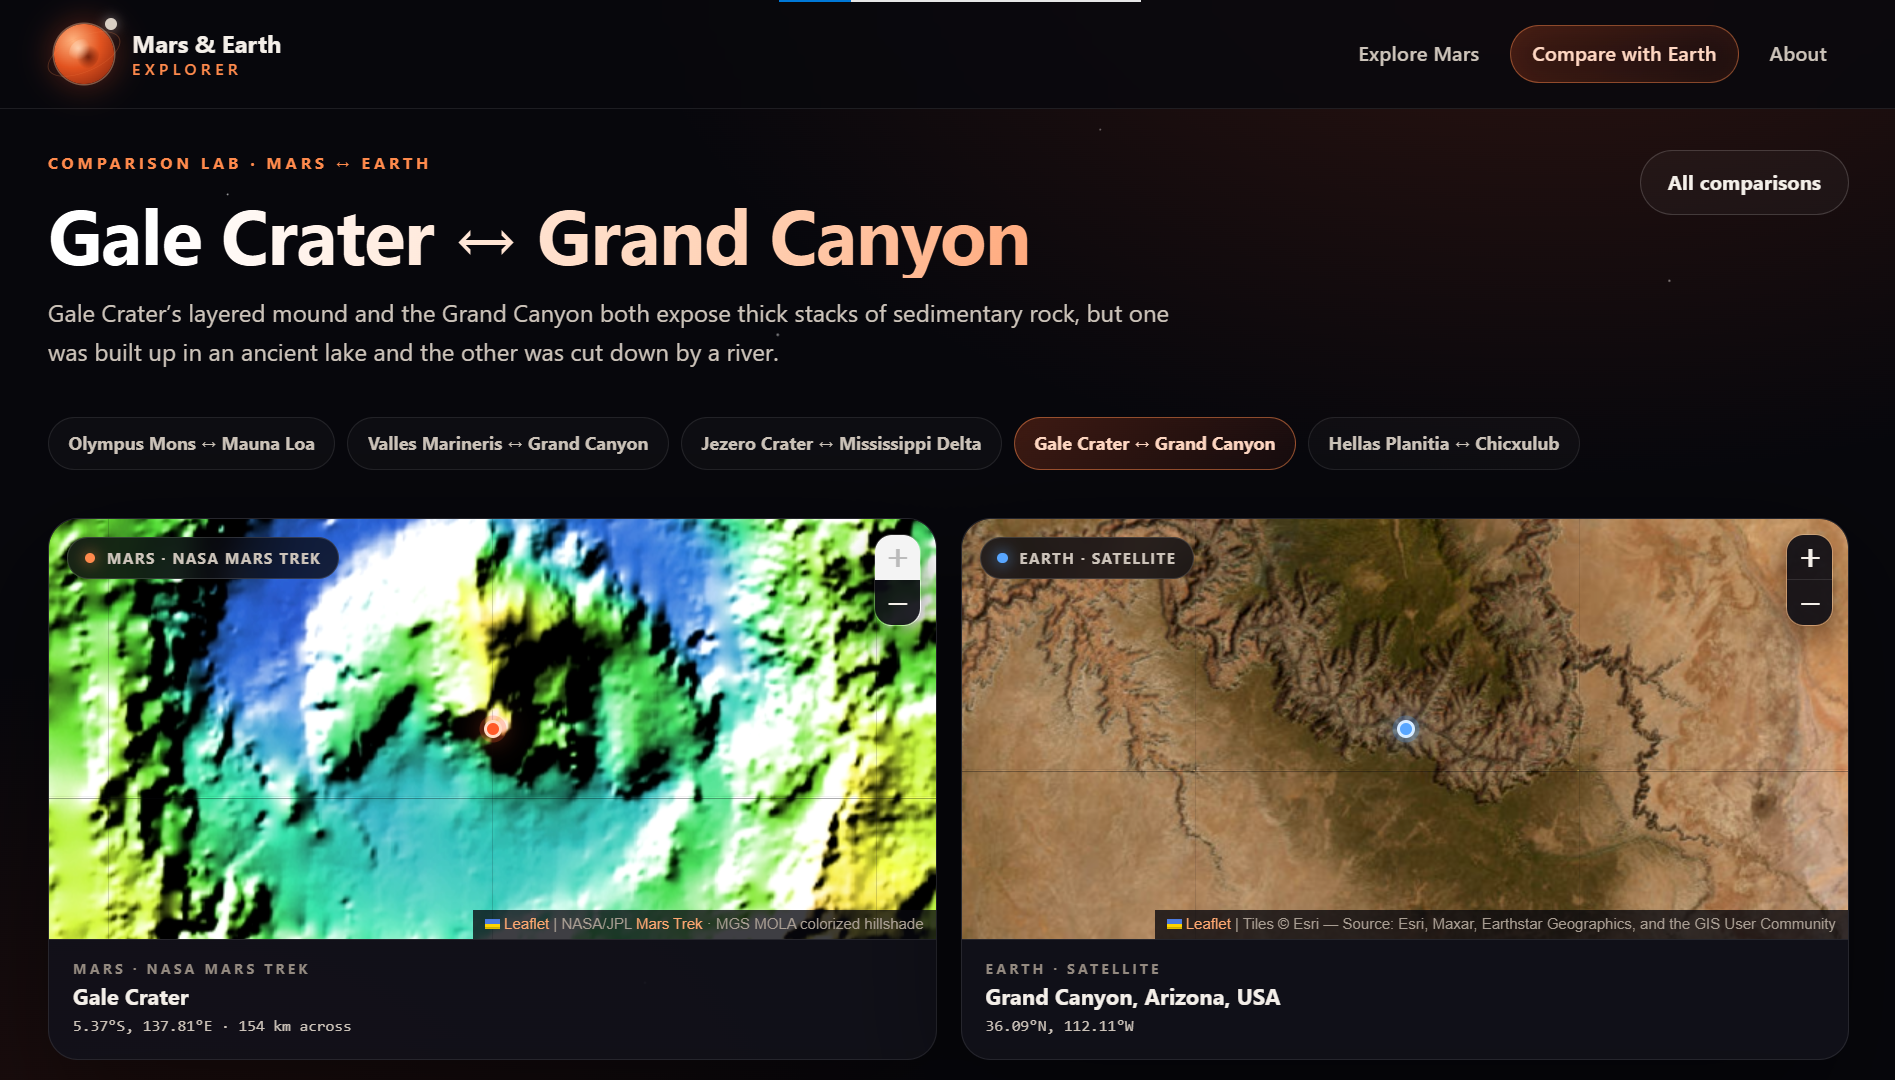 Mars & Earth
EXPLORER
Explore Mars
Compare with Earth
About
COMPARISON LAB · MARS ↔ EARTH
All comparisons
Gale Crater ↔ Grand Canyon
Gale Crater’s layered mound and the Grand Canyon both expose thick stacks of sedimentary rock, but one
was built up in an ancient lake and the other was cut down by a river.
Olympus Mons ↔ Mauna Loa
Valles Marineris ↔ Grand Canyon
Jezero Crater ↔ Mississippi Delta
Gale Crater ↔ Grand Canyon
Hellas Planitia ↔ Chicxulub
MARS · NASA MARS TREK
+
−
Leaflet | NASA/JPL Mars Trek · MGS MOLA colorized hillshade
MARS · NASA MARS TREK
Gale Crater
5.37°S, 137.81°E · 154 km across
EARTH · SATELLITE
+
−
Leaflet | Tiles © Esri — Source: Esri, Maxar, Earthstar Geographics, and the GIS User Community
EARTH · SATELLITE
Grand Canyon, Arizona, USA
36.09°N, 112.11°W